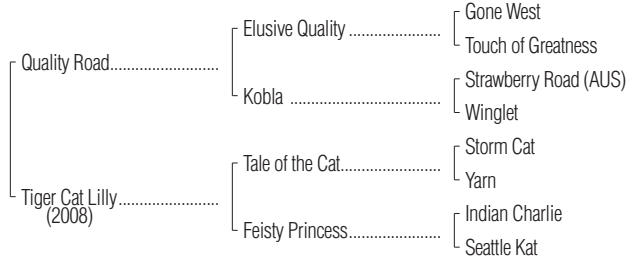 Gone West
Elusive Quality ......................
Touch of Greatness
Quality Road..........................
Strawberry Road (AUS)
Kobla .....................................
Winglet
Storm Cat
Tale of the Cat........................
Yarn
Tiger Cat Lilly........................
(2008)
Indian Charlie
Feisty Princess......................
Seattle Kat